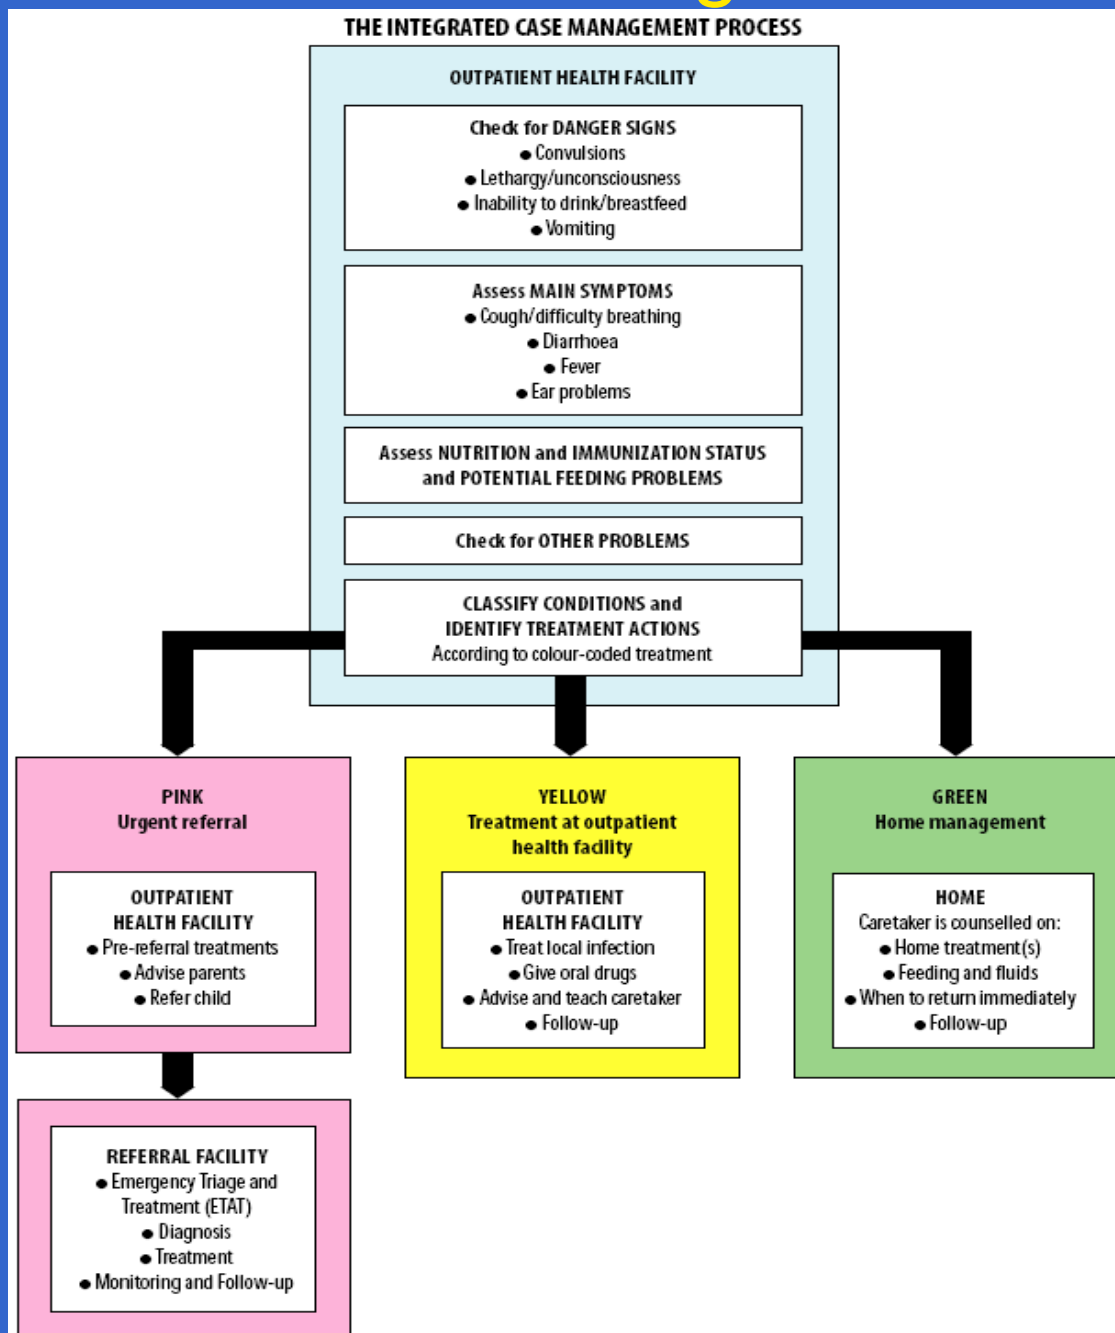 THE INTEGRATED CASE MANAGEMENT PROCESS
OUTPATIENT HEALTH FACILITY
Check for DANGER SIGNS
● Convulsions
● Lethargy/unconsciousness
● Inability to drink/breastfeed
● Vomiting
Assess MAIN SYMPTOMS
● Cough/difficulty breathing
● Diarrhoea
● Fever
● Ear problems
Assess NUTRITION and IMMUNIZATION STATUS
and POTENTIAL FEEDING PROBLEMS
Check for OTHER PROBLEMS
CLASSIFY CONDITIONS and
IDENTIFY TREATMENT ACTIONS
According to colour-coded treatment
PINK
Urgent referral
OUTPATIENT
HEALTH FACILITY
● Pre-referral treatments
● Advise parents
● Refer child
REFERRAL FACILITY
● Emergency Triage and
Treatment (ETAT)
● Diagnosis
● Treatment
● Monitoring and Follow-up
YELLOW
Treatment at outpatient
health facility
OUTPATIENT
HEALTH FACILITY
● Treat local infection
● Give oral drugs
● Advise and teach caretaker
● Follow-up
GREEN
Home management
HOME
Caretaker is counselled on:
● Home treatment(s)
● Feeding and fluids
● When to return immediately
● Follow-up